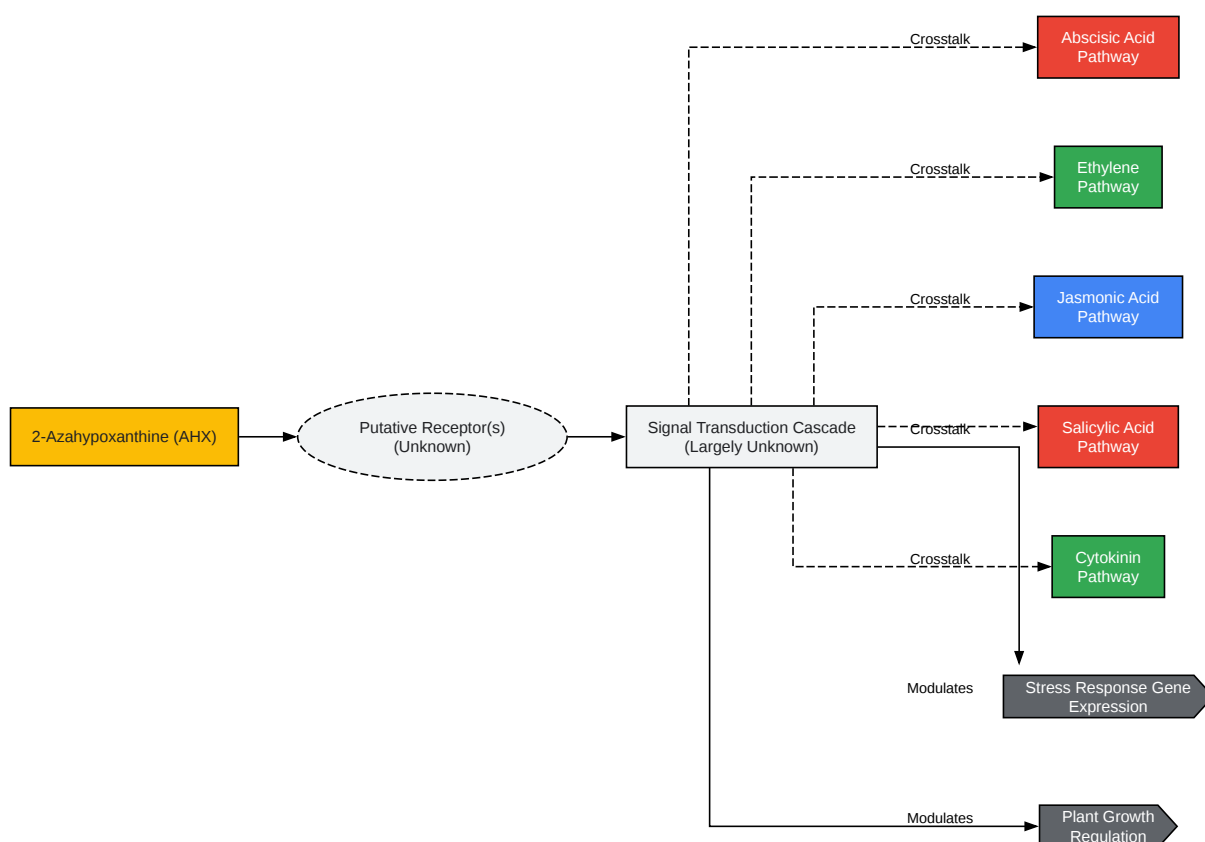 Crosstalk
Abscisic Acid
Pathway
Crosstalk
Ethylene
Pathway
Crosstalk
Jasmonic Acid
Pathway
2-Azahypoxanthine (AHX)
Putative Receptor(s)
(Unknown)
Signal Transduction Cascade
(Largely Unknown)
Crosstalk
Salicylic Acid
Pathway
Crosstalk
Cytokinin
Pathway
Modulates
Stress Response Gene
Expression
Modulates
Plant Growth
Regulation